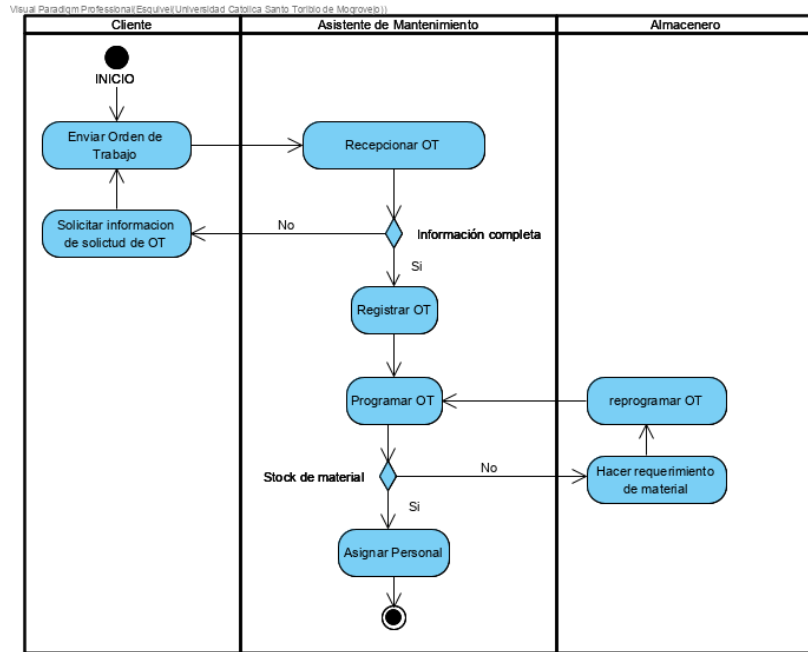 Visual Paradigm Professional(Esquivel(Universidad Catolica Santo Toribio de Mogrovejo))
Cliente
Asistente de Mantenimiento
Almacenero
INICIO
Enviar Orden de
Trabajo
Recepcionar OT
Solicitar informacion
de solictud de OT
No
Información completa
Si
Registrar OT
Programar OT
reprogramar OT
Stock de material
No
Hacer requerimiento
de material
Si
Asignar Personal